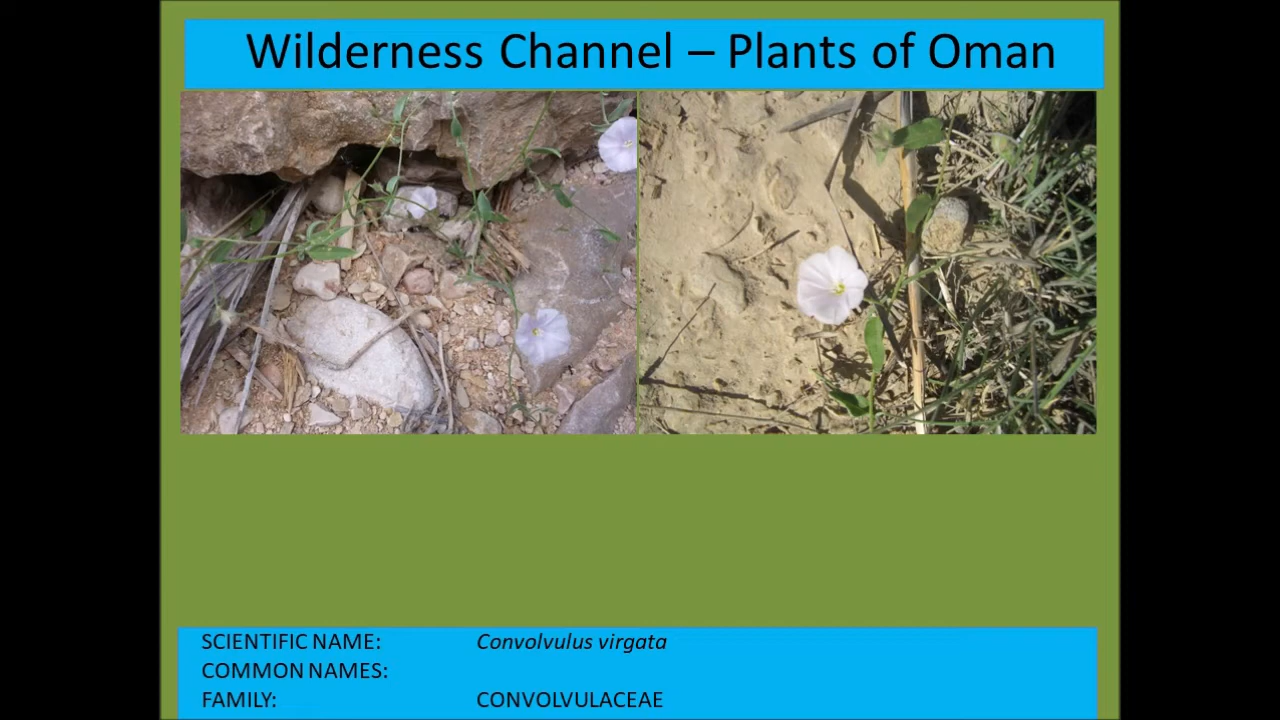 Wilderness Channel – Plants of Oman
SCIENTIFIC NAME: Convolvulus virgata
COMMON NAMES:
FAMILY: CONVOLVULACEAE